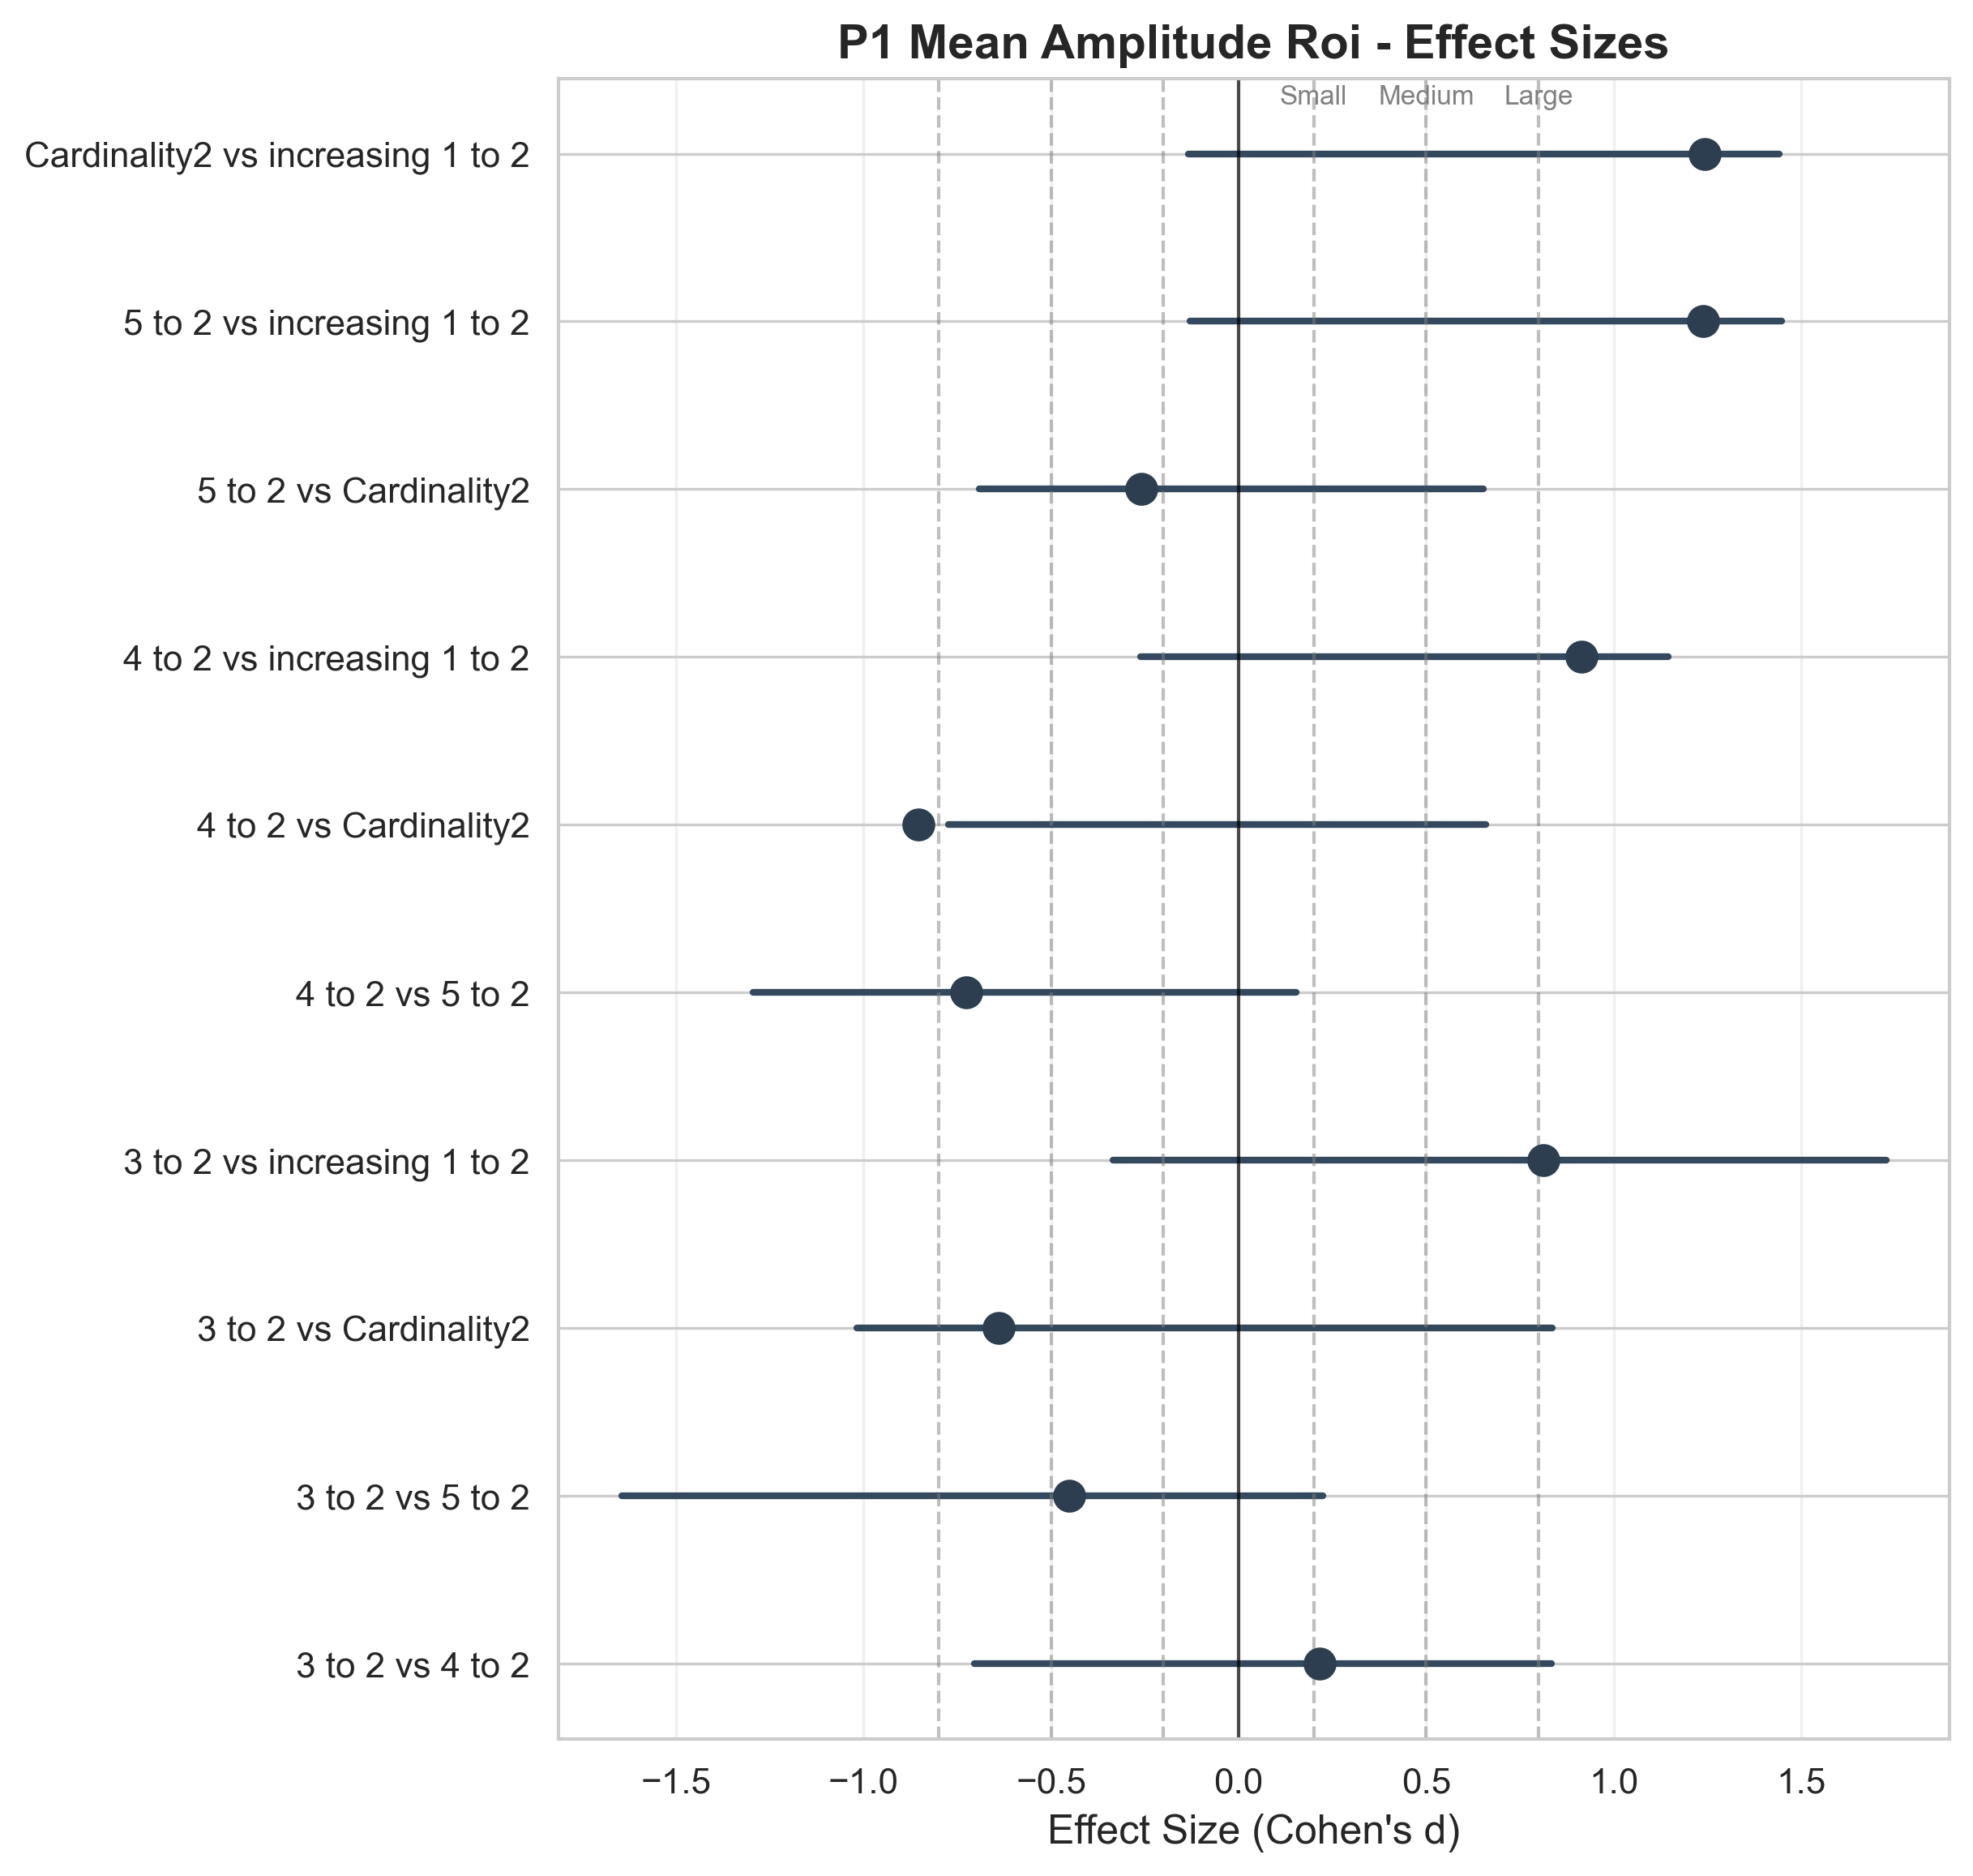 P1 Mean Amplitude Roi - Effect Sizes
Small Medium Large
Cardinality2 vs increasing 1 to 2
5 to 2 vs increasing 1 to 2
5 to 2 vs Cardinality2
4 to 2 vs increasing 1 to 2
4 to 2 vs Cardinality2
4 to 2 vs 5 to 2
3 to 2 vs increasing 1 to 2
3 to 2 vs Cardinality2
3 to 2 vs 5 to 2
3 to 2 vs 4 to 2
−1.5 −1.0 −0.5 0.0 0.5 1.0 1.5
Effect Size (Cohen's d)